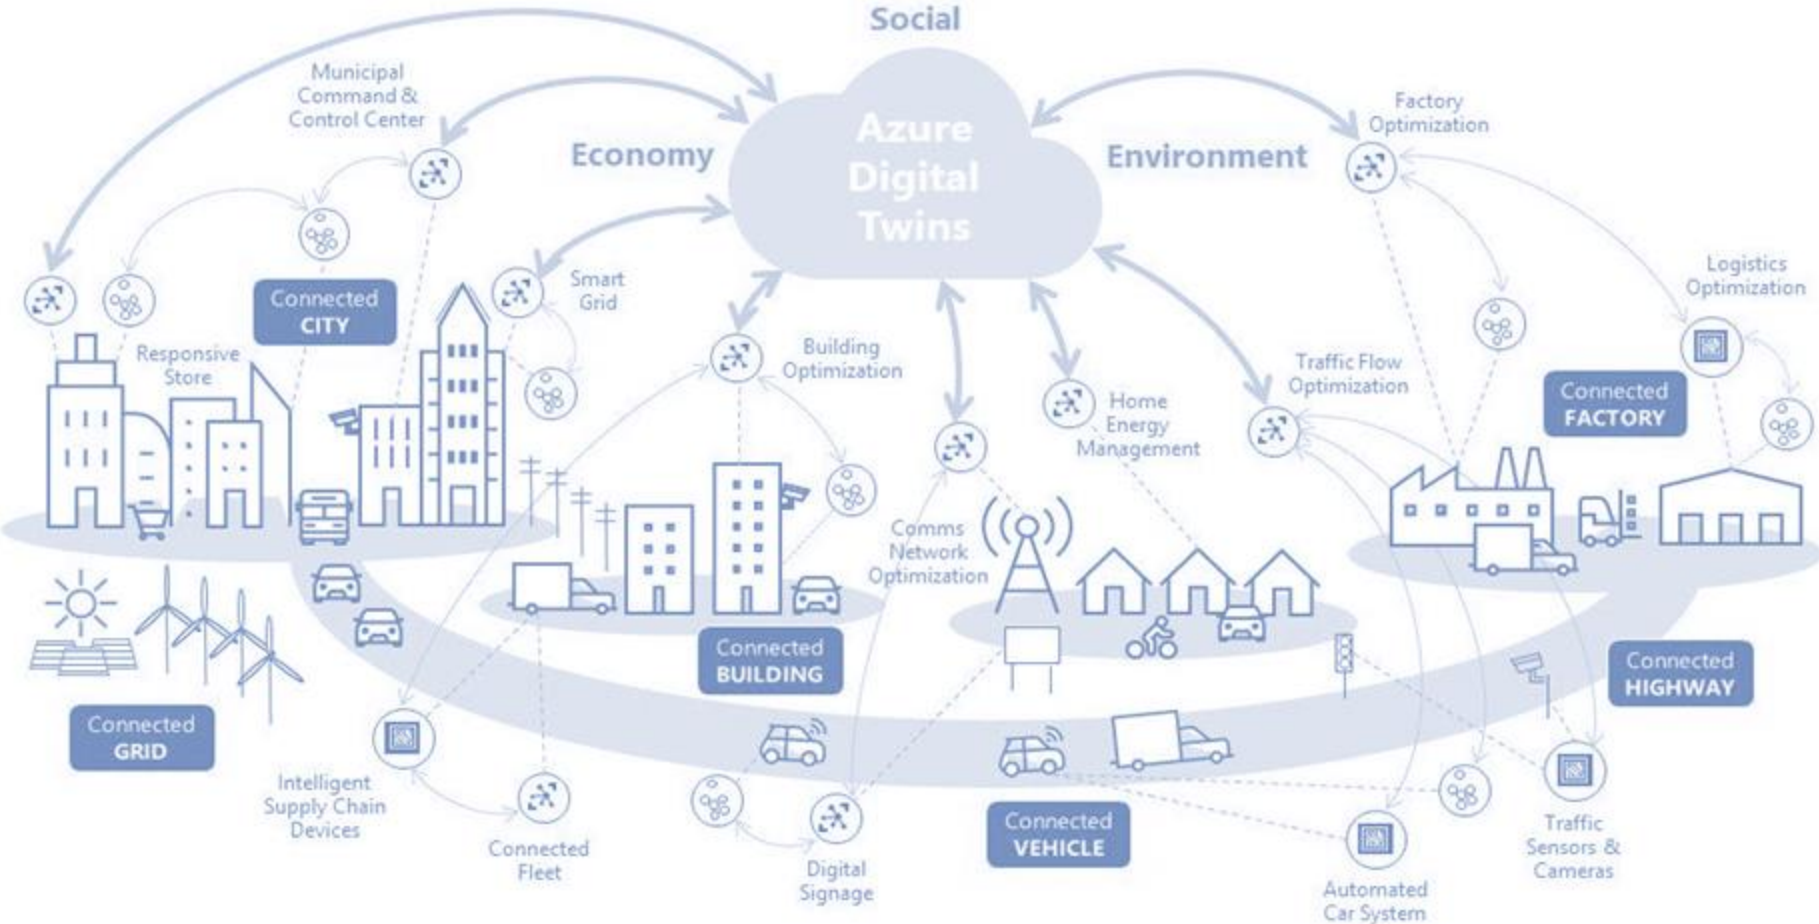 Social
Municipal
Command &
Control Center
Azure
Digital
Twins
Economy
Environment
Factory
Optimization
Connected
CITY
Smart
Grid
Responsive
Store
Building
Optimization
Home
Energy
Management
Traffic Flow
Optimization
Logistics
Optimization
Connected
FACTORY
Comms
Network
Optimization
Connected
BUILDING
Connected
HIGHWAY
Connected
GRID
Intelligent
Supply Chain
Devices
Connected
Fleet
Digital
Signage
Connected
VEHICLE
Automated
Car System
Traffic
Sensors &
Cameras